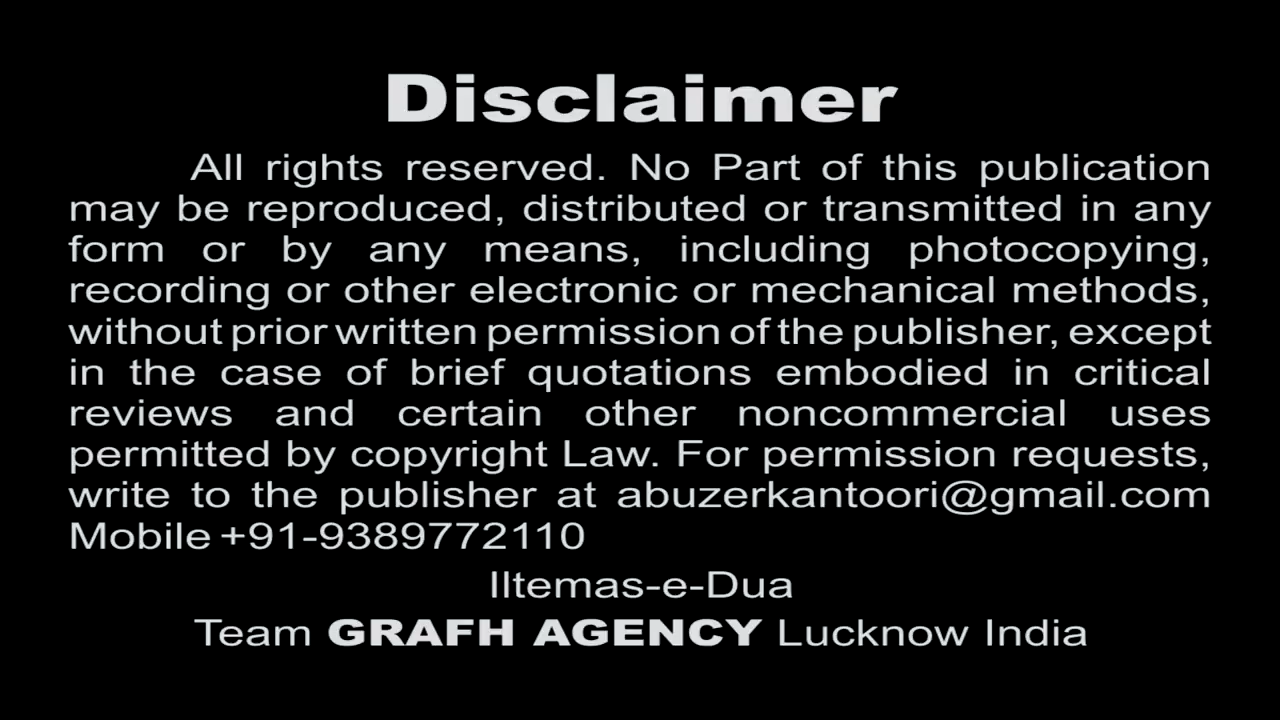 Disclaimer
All rights reserved. No Part of this publication
may be reproduced, distributed or transmitted in any
form or by any means, including photocopying,
recording or other electronic or mechanical methods,
without prior written permission of the publisher, except
in the case of brief quotations embodied in critical
reviews and certain other noncommercial uses
permitted by copyright Law. For permission requests,
write to the publisher at abuzerkantoori@gmail.com
Mobile +91-9389772110
Iltemas-e-Dua
Team GRAFH AGENCY Lucknow India